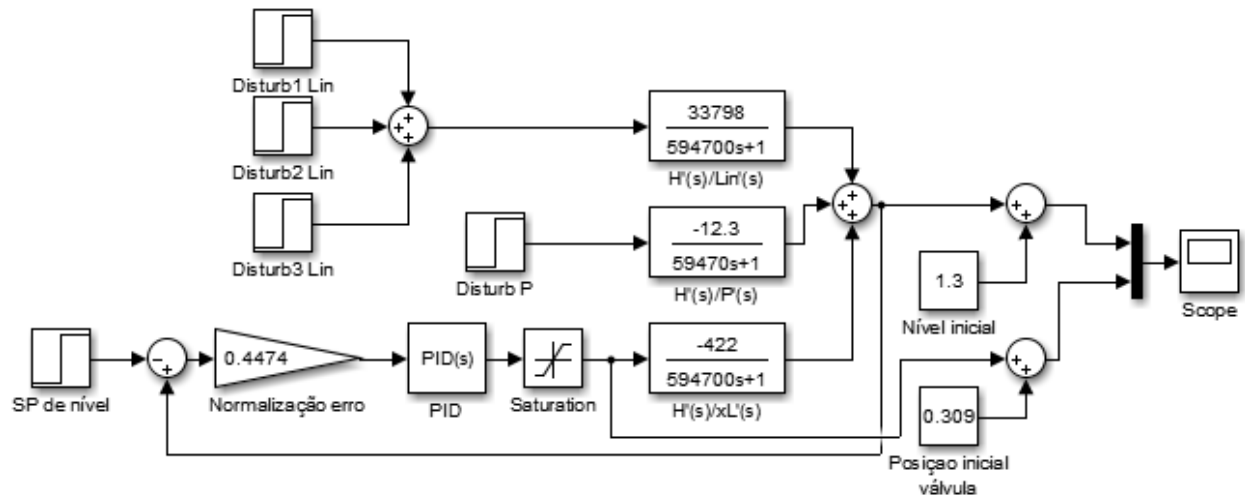 Disturb1 Lin
Disturb2 Lin
Disturb3 Lin
33798
594700s+1
H'(s)/Lin'(s)
Disturb P
-12.3
59470s+1
H'(s)/P'(s)
1.3
Nível inicial
Scope
SP de nível
0.4474
Normalização erro
PID(s)
PID
Saturation
-422
594700s+1
H'(s)/xL'(s)
0.309
Posiçao inicial
válvula